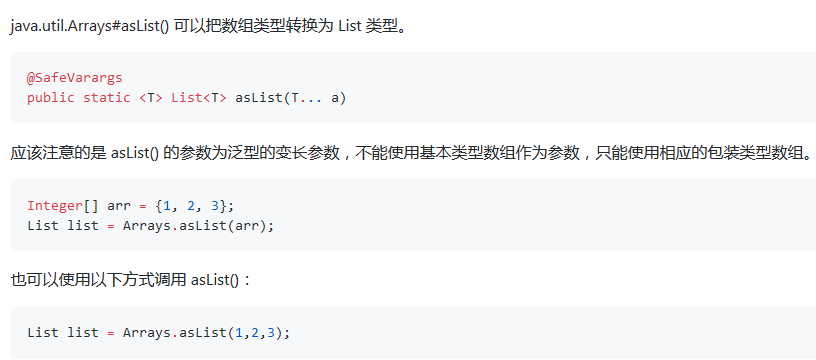 java.util.Arrays#asList() 可以把数组类型转换为 List 类型。
@SafeVarargs
public static <T> List<T> asList(T... a)
应该注意的是 asList() 的参数为泛型的变长参数，不能使用基本类型数组作为参数，只能使用相应的包装类型数组。
Integer[] arr = {1, 2, 3};
List list = Arrays.asList(arr);
也可以使用以下方式调用 asList()：
List list = Arrays.asList(1,2,3);